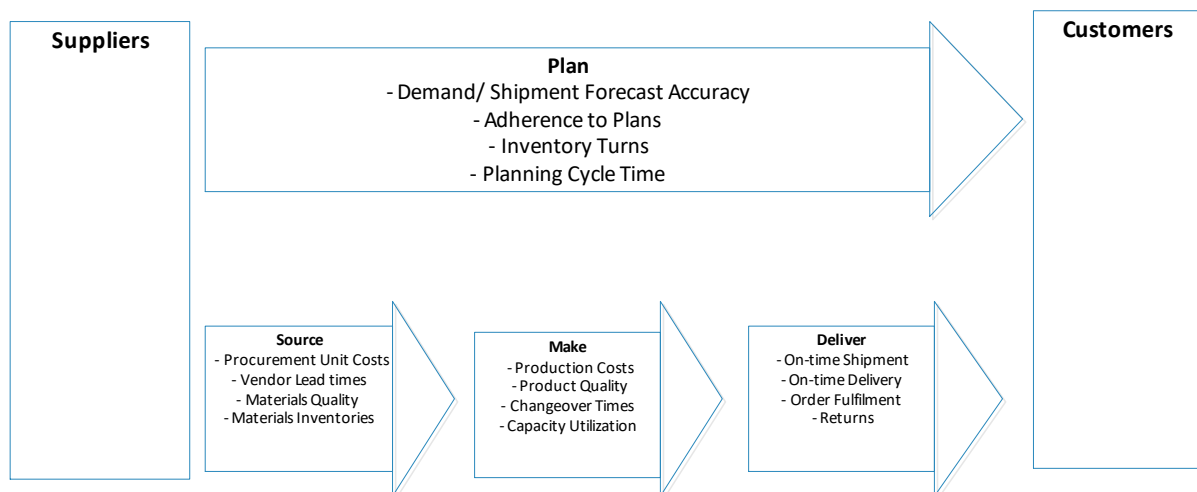 Suppliers
Customers
Plan
- Demand/ Shipment Forecast Accuracy
- Adherence to Plans
- Inventory Turns
- Planning Cycle Time
Source
- Procurement Unit Costs
- Vendor Lead times
- Materials Quality
- Materials Inventories
Make
- Production Costs
- Product Quality
- Changeover Times
- Capacity Utilization
Deliver
- On-time Shipment
- On-time Delivery
- Order Fulfilment
- Returns